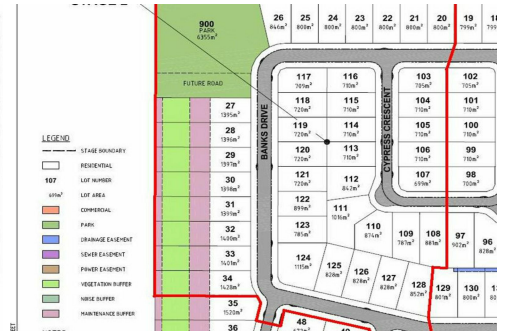 900
PARK
4355m²
26
846m²
25
800m²
24
800m²
23
800m²
22
800m²
21
800m²
20
800m²
19
799m²
FUTURE ROAD
BANKS DRIVE
CYPRESS CRESCENT
117
709m²
116
710m²
103
705m²
102
705m²
118
720m²
115
710m²
104
710m²
101
710m²
119
720m²
114
710m²
105
710m²
100
710m²
120
720m²
113
710m²
106
710m²
99
710m²
121
720m²
112
842m²
107
699m²
98
700m²
122
899m²
111
1016m²
123
785m²
110
874m²
109
787m²
108
881m²
97
902m²
96
828m²
124
1115m²
125
828m²
126
828m²
127
828m²
128
852m²
129
801m²
130
800m²
27
1395m²
28
1396m²
29
1397m²
30
1398m²
31
1399m²
32
1400m²
33
1401m²
34
1428m²
35
1520m²
36
48
LEGEND
STAGE BOUNDARY
RESIDENTIAL
107 LOT NUMBER
699m² LOT AREA
COMMERCIAL
PARK
DRAINAGE EASEMENT
SEWER EASEMENT
POWER EASEMENT
VEGETATION BUFFER
NOISE BUFFER
MAINTENANCE BUFFER